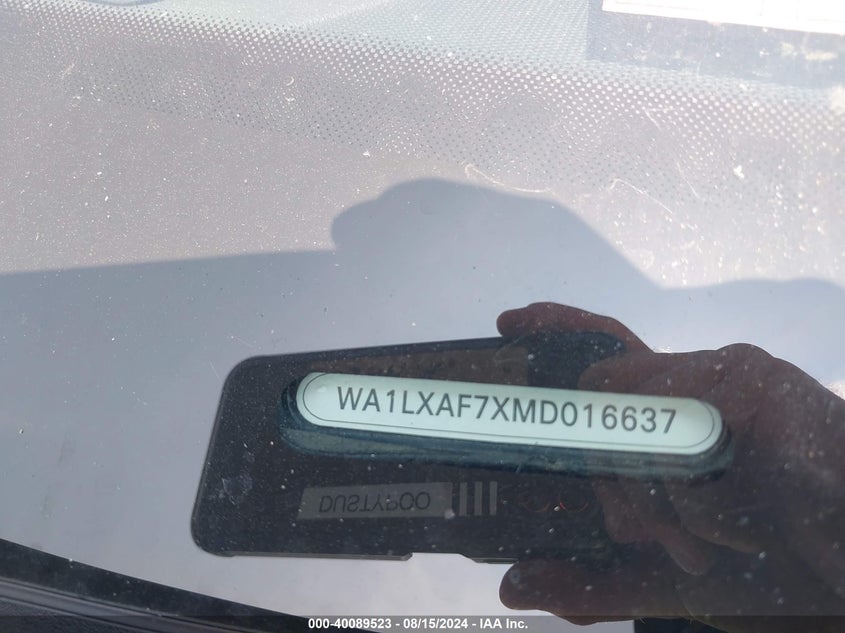 WA1LXAF7XMD016637
DUSTYPOO
000-40089523 - 08/15/2024 - IAA Inc.